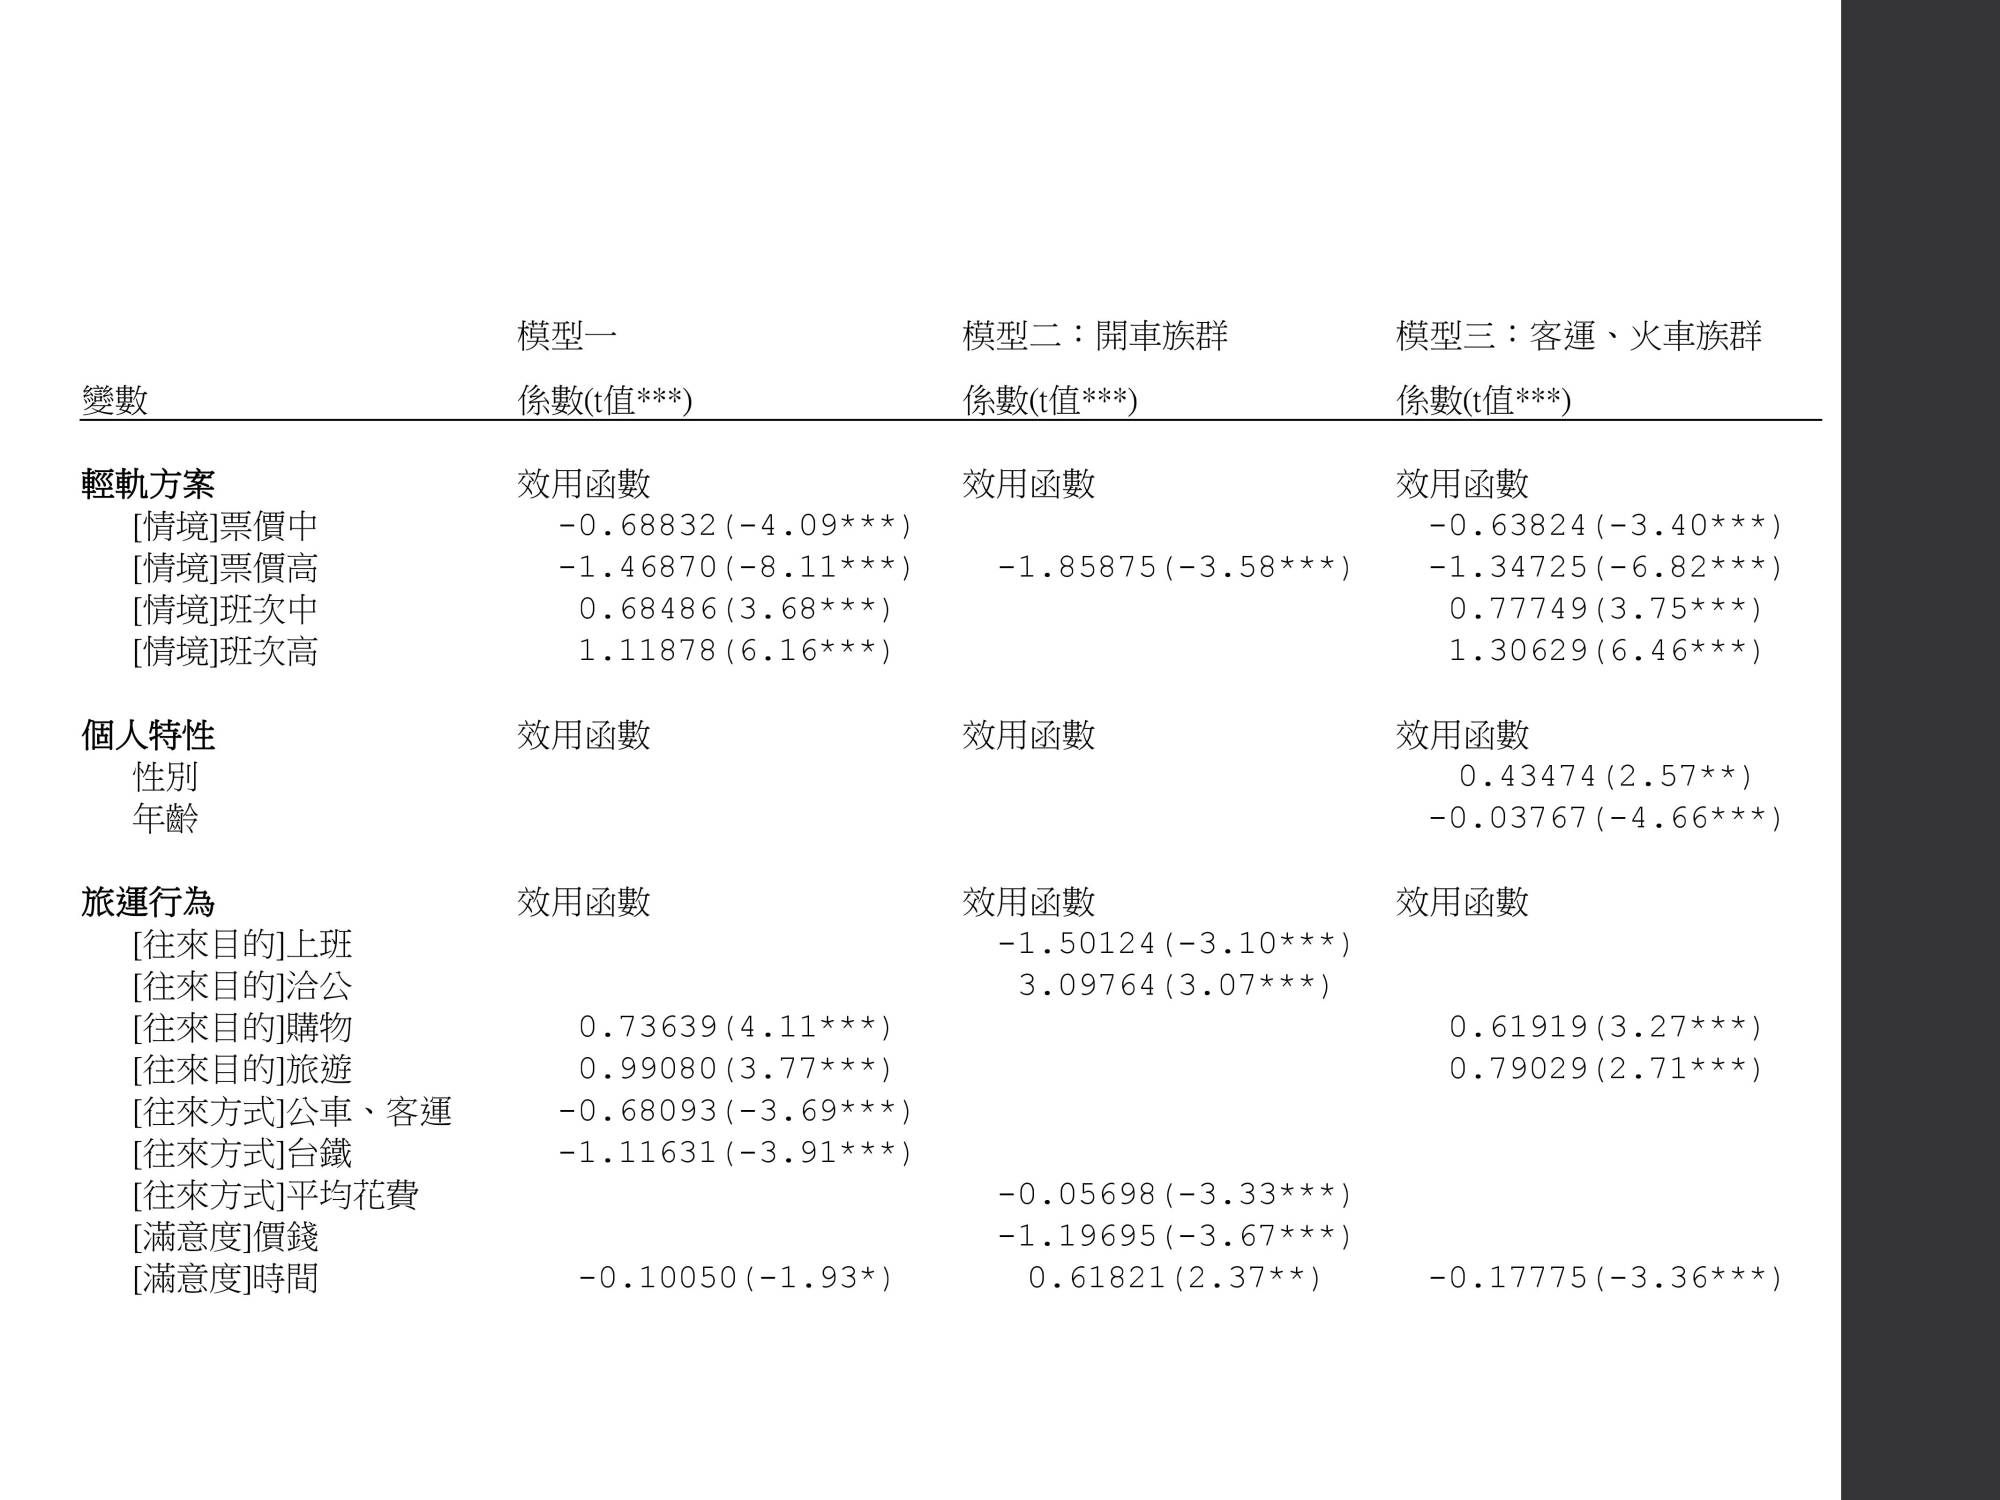 模型一 模型二：開車族群 模型三：客運、火車族群
變數 係數(t值***) 係數(t值***) 係數(t值***)
輕軌方案 效用函數 效用函數 效用函數
[情境]票價中 -0.68832(-4.09***) -0.63824(-3.40***)
[情境]票價高 -1.46870(-8.11***) -1.85875(-3.58***) -1.34725(-6.82***)
[情境]班次中 0.68486(3.68***) 0.77749(3.75***)
[情境]班次高 1.11878(6.16***) 1.30629(6.46***)
個人特性 效用函數 效用函數 效用函數
性別 0.43474(2.57**)
年齡 -0.03767(-4.66***)
旅運行為 效用函數 效用函數 效用函數
[往來目的]上班 -1.50124(-3.10***)
[往來目的]洽公 3.09764(3.07***)
[往來目的]購物 0.73639(4.11***) 0.61919(3.27***)
[往來目的]旅遊 0.99080(3.77***) 0.79029(2.71***)
[往來方式]公車、客運 -0.68093(-3.69***)
[往來方式]台鐵 -1.11631(-3.91***)
[往來方式]平均花費 -0.05698(-3.33***)
[滿意度]價錢 -1.19695(-3.67***)
[滿意度]時間 -0.10050(-1.93*) 0.61821(2.37**) -0.17775(-3.36***)